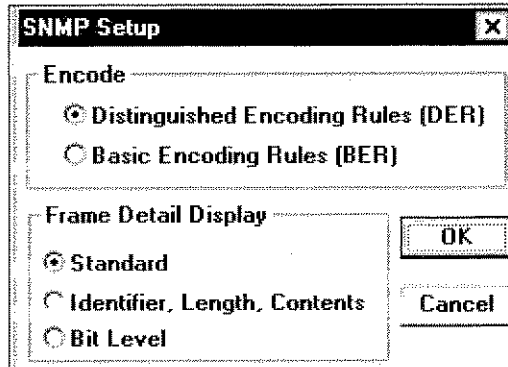 SNMP Setup
Encode
Distinguished Encoding Rules (DER)
Basic Encoding Rules (BER)
Frame Detail Display
Standard
Identifier, Length, Contents
Bit Level
OK
Cancel